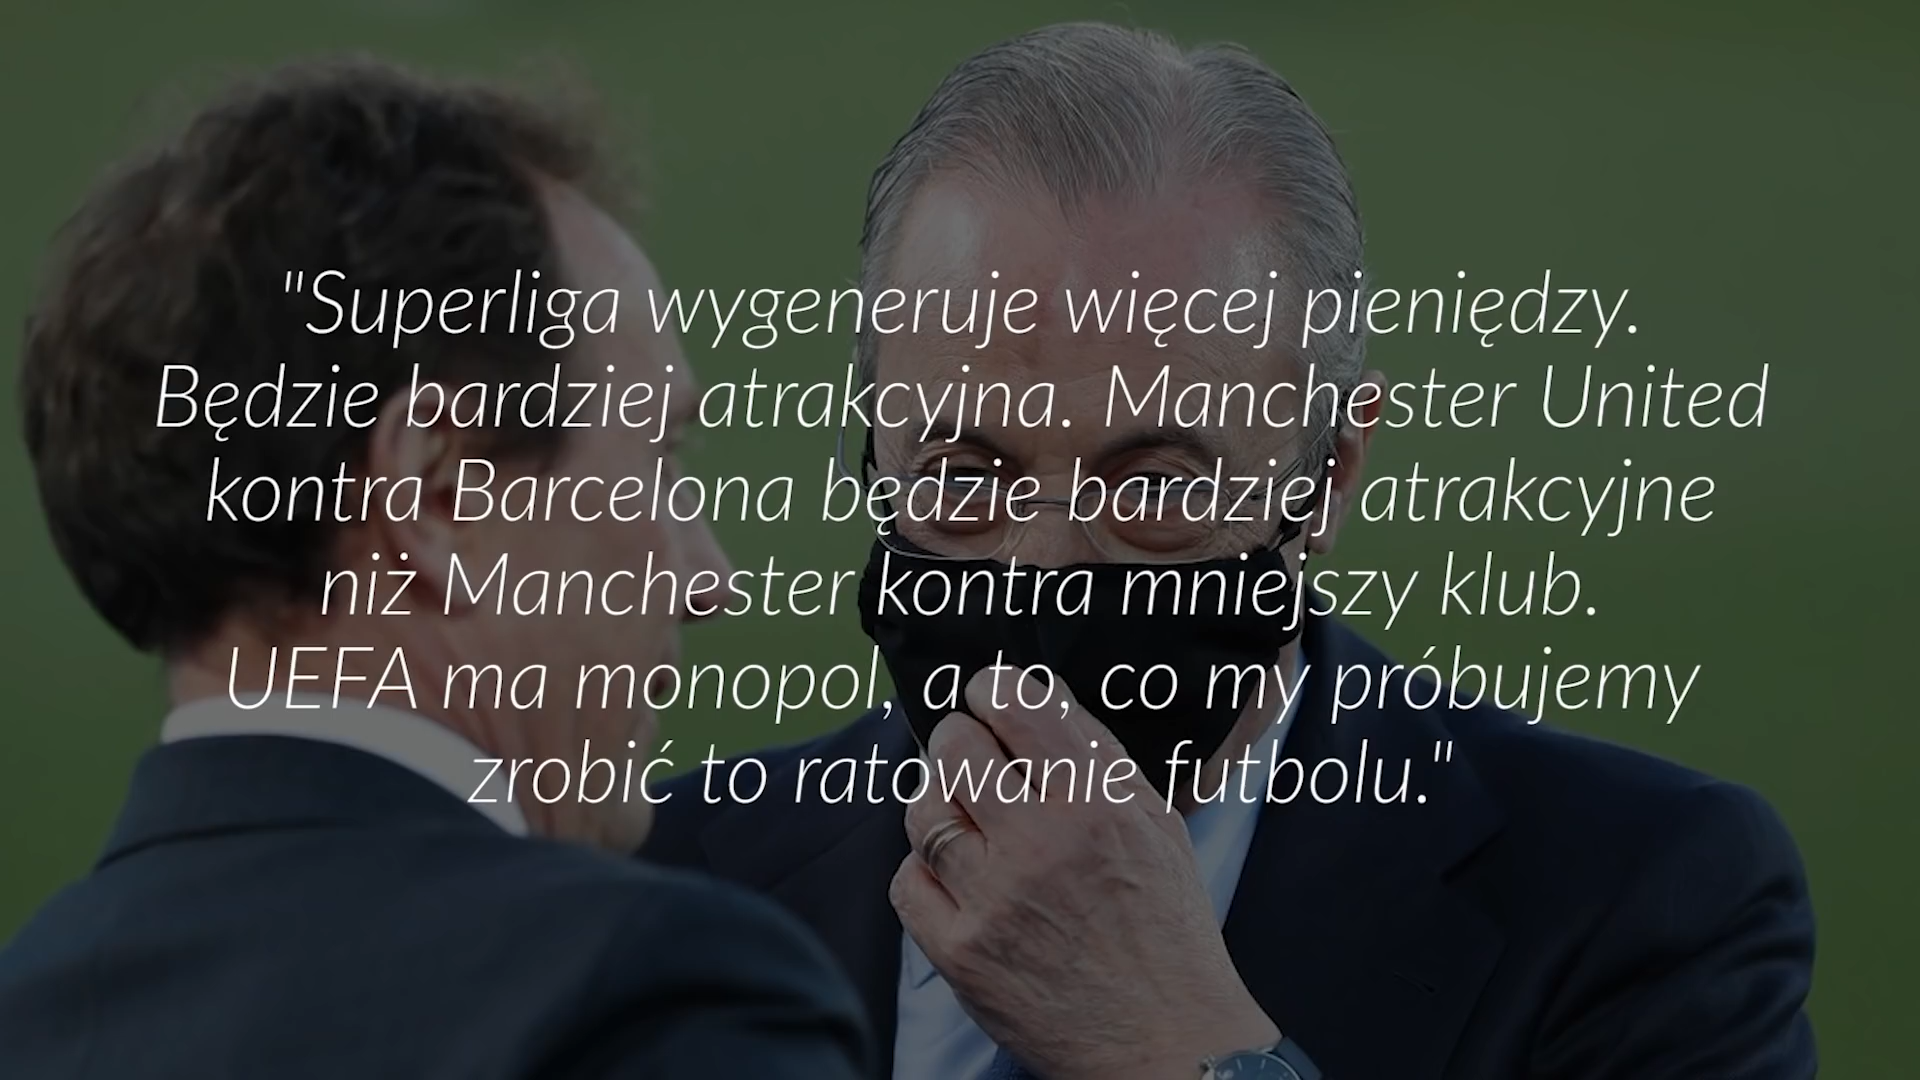 "Superliga wygeneruje więcej pieniędzy.
Będzie bardziej atrakcyjna. Manchester United
kontra Barcelona będzie bardziej atrakcyjne
niż Manchester kontra mniejszy klub.
UEFA ma monopol, a to, co my próbujemy
zrobić to ratowanie futbolu."